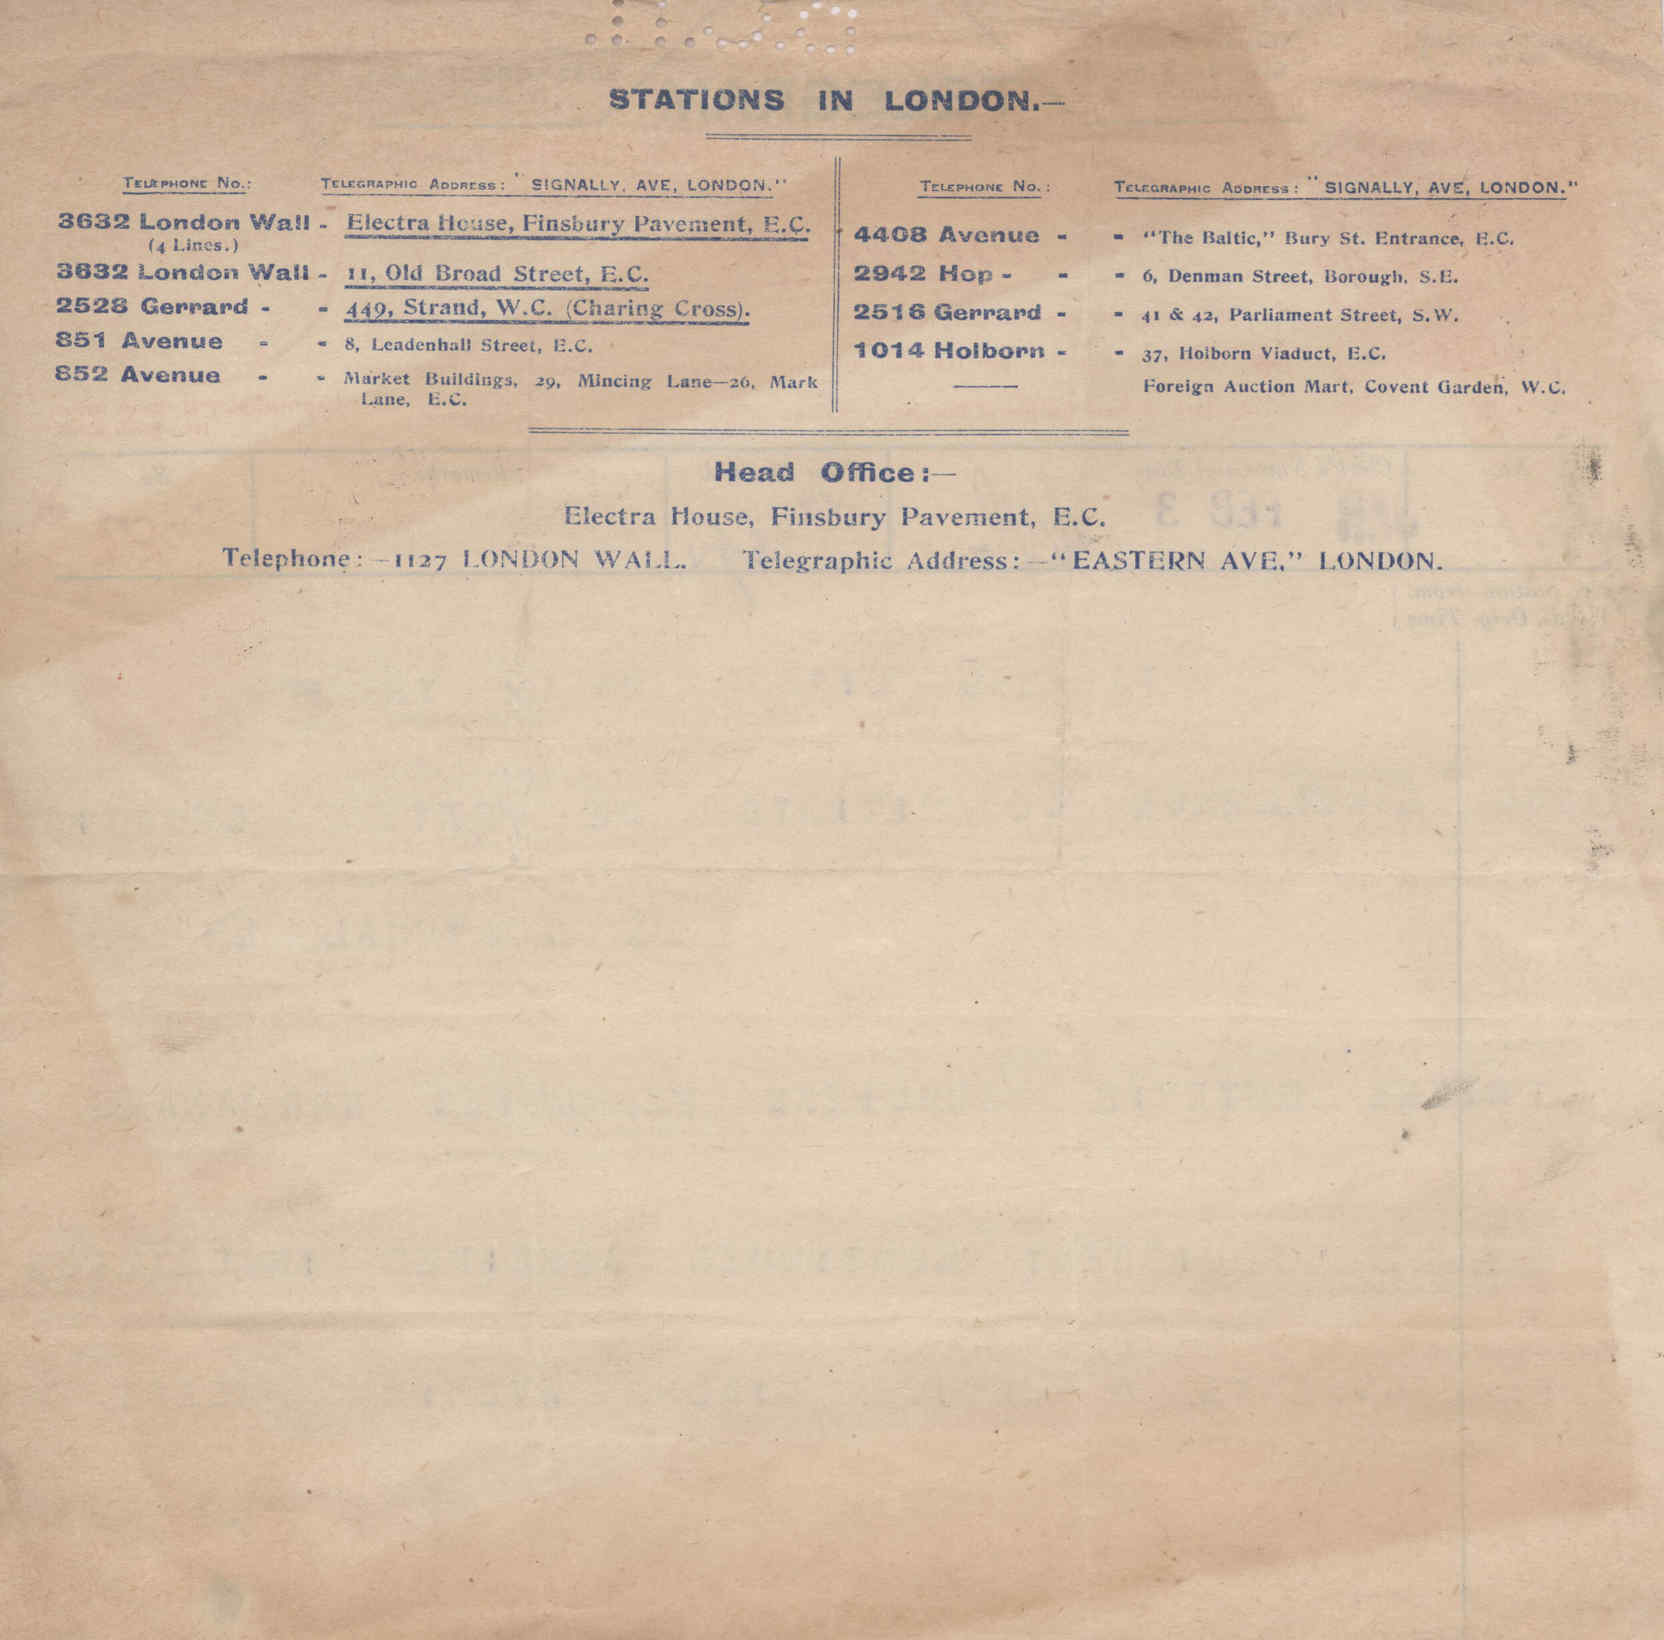 STATIONS IN LONDON.—
TELEPHONE No.: TELEGRAPHIC ADDRESS: "SIGNALLY, AVE, LONDON."
3632 London Wall - Electra House, Finsbury Pavement, E.C.
(4 Lines.)
3632 London Wall - 11, Old Broad Street, E.C.
2528 Gerrard - - 449, Strand, W.C. (Charing Cross).
851 Avenue - - 8, Leadenhall Street, E.C.
852 Avenue - - Market Buildings, 29, Mincing Lane—26, Mark
Lane, E.C.
TELEPHONE No.: TELEGRAPHIC ADDRESS: "SIGNALLY, AVE, LONDON."
4408 Avenue - - "The Baltic," Bury St. Entrance, E.C.
2942 Hop - - - 6, Denman Street, Borough, S.E.
2516 Gerrard - - 41 & 42, Parliament Street, S.W.
1014 Holborn - - 37, Holborn Viaduct, E.C.
—— Foreign Auction Mart, Covent Garden, W.C.
Head Office:—
Electra House, Finsbury Pavement, E.C.
Telephone:—1127 LONDON WALL. Telegraphic Address:—"EASTERN AVE," LONDON.